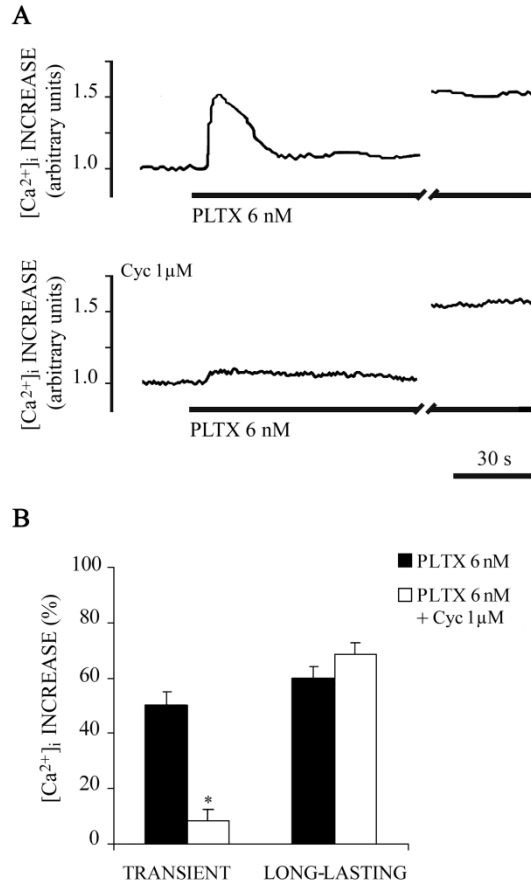 A
[Ca2+]i INCREASE
(arbitrary units)
1.5
1.0
PLTX 6 nM
[Ca2+]i INCREASE
(arbitrary units)
Cyc 1µM
1.5
1.0
PLTX 6 nM
30 s
B
[Ca2+]i INCREASE (%)
100
80
60
40
20
0
PLTX 6 nM
PLTX 6 nM
+ Cyc 1µM
*
TRANSIENT
LONG-LASTING